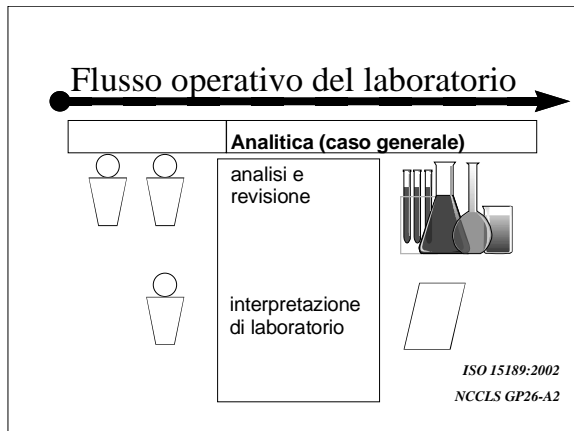 Flusso operativo del laboratorio
Analitica (caso generale)
analisi e
revisione
interpretazione
di laboratorio
ISO 15189:2002
NCCLS GP26-A2